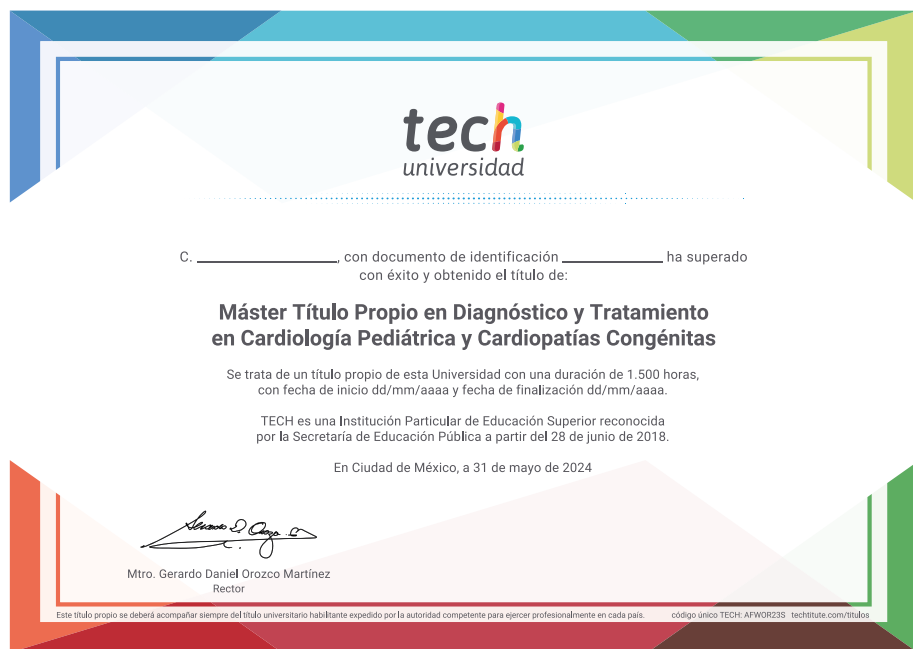 tech
universidad
C. ____________, con documento de identificación ____________ ha superado
con éxito y obtenido el título de:
Máster Título Propio en Diagnóstico y Tratamiento
en Cardiología Pediátrica y Cardiopatías Congénitas
Se trata de un título propio de esta Universidad con una duración de 1.500 horas,
con fecha de inicio dd/mm/aaaa y fecha de finalización dd/mm/aaaa.
TECH es una Institución Particular de Educación Superior reconocida
por la Secretaría de Educación Pública a partir del 28 de junio de 2018.
En Ciudad de México, a 31 de mayo de 2024
Mtro. Gerardo Daniel Orozco Martínez
Rector
Este título propio se deberá acompañar siempre del título universitario habilitante expedido por la autoridad competente para ejercer profesionalmente en cada país. código único TECH: AFWOR23S techtitute.com/titulos